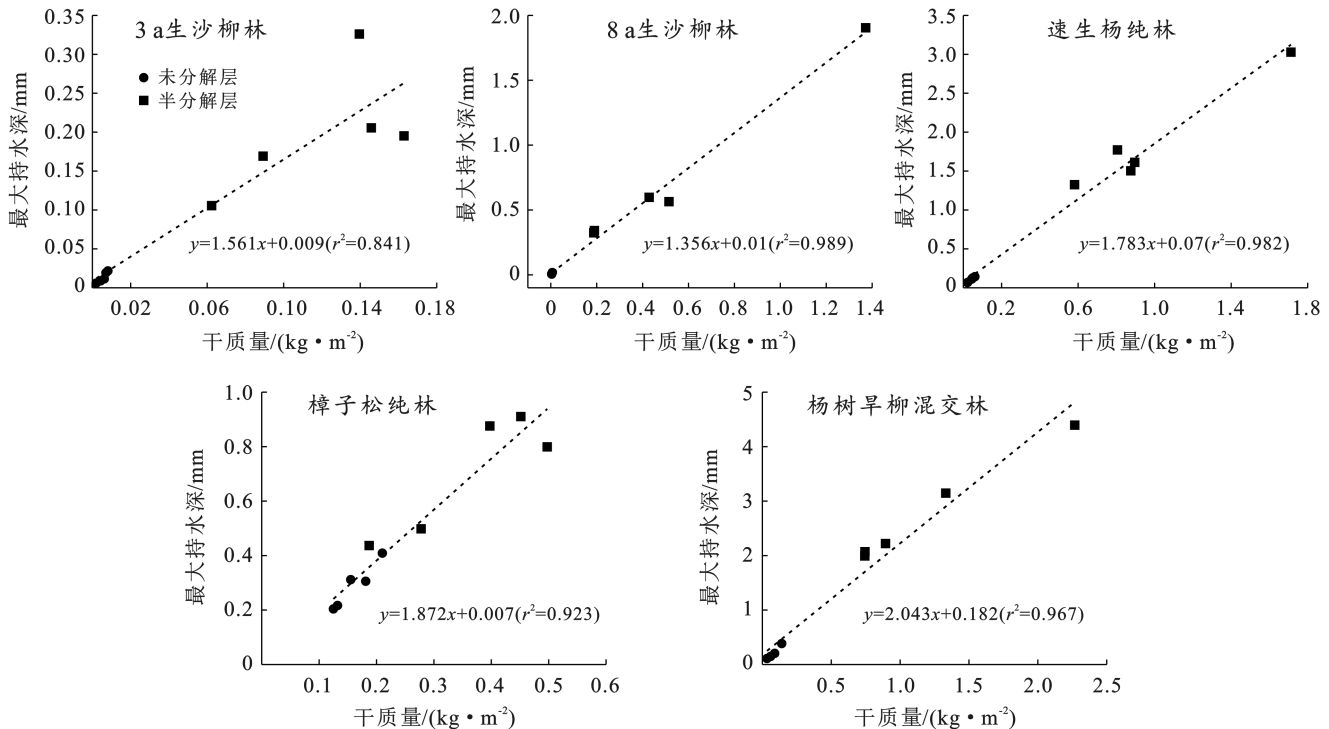 3 a生沙柳林
未分解层
半分解层
最大持水深/mm
0.35
0.30
0.25
0.20
0.15
0.10
0.05
0
y=1.561x+0.009(r²=0.841)
0.02 0.06 0.10 0.14 0.18
干质量/(kg·m⁻²)
8 a生沙柳林
最大持水深/mm
2.0
1.5
1.0
0.5
0
y=1.356x+0.01(r²=0.989)
0 0.2 0.4 0.6 0.8 1.0 1.2 1.4
干质量/(kg·m⁻²)
速生杨纯林
最大持水深/mm
3.5
3.0
2.5
2.0
1.5
1.0
0.5
0
y=1.783x+0.07(r²=0.982)
0.2 0.6 1.0 1.4 1.8
干质量/(kg·m⁻²)
樟子松纯林
最大持水深/mm
1.0
0.8
0.6
0.4
0.2
0
y=1.872x+0.007(r²=0.923)
0.1 0.2 0.3 0.4 0.5 0.6
干质量/(kg·m⁻²)
杨树旱柳混交林
最大持水深/mm
5
4
3
2
1
0
y=2.043x+0.182(r²=0.967)
0.5 1.0 1.5 2.0 2.5
干质量/(kg·m⁻²)